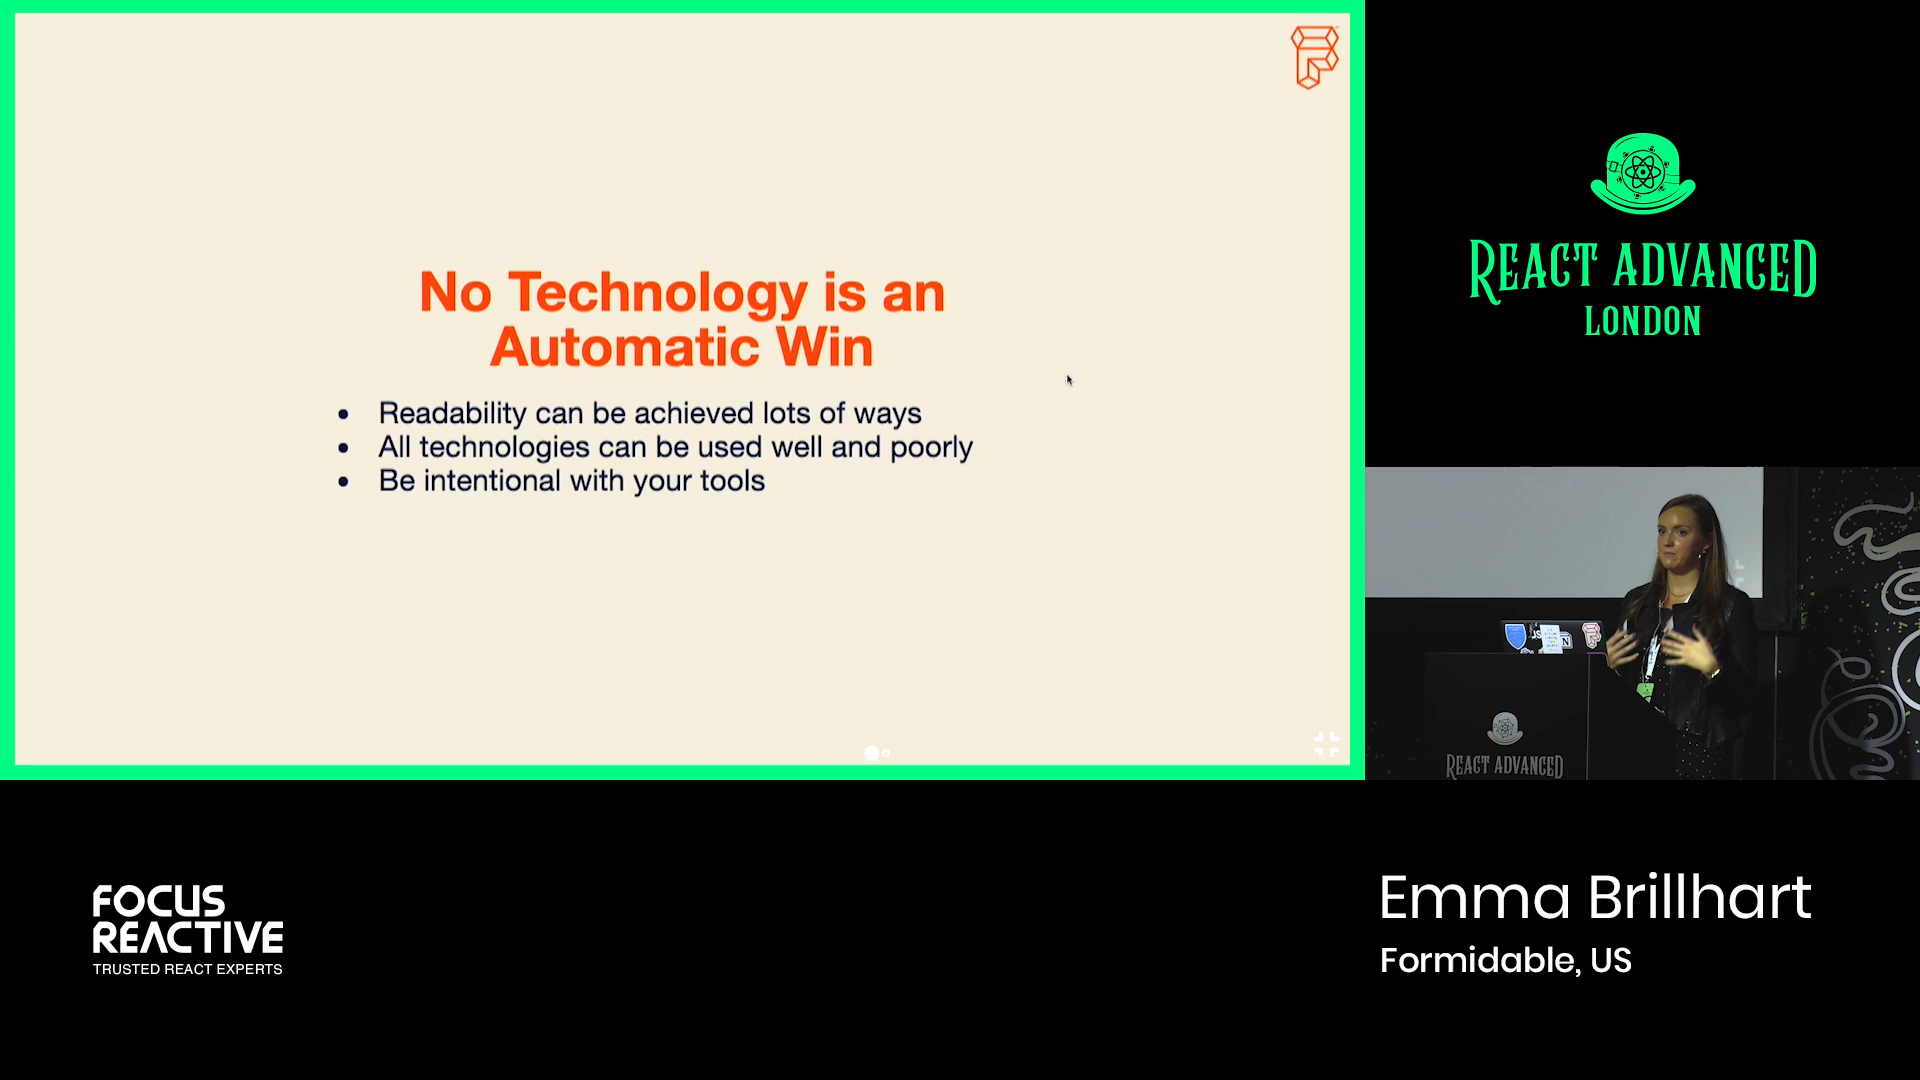 No Technology is an
Automatic Win
• Readability can be achieved lots of ways
• All technologies can be used well and poorly
• Be intentional with your tools
REACT ADVANCED
LONDON
REACT ADVANCED
FOCUS
REACTIVE
TRUSTED REACT EXPERTS
Emma Brillhart
Formidable, US